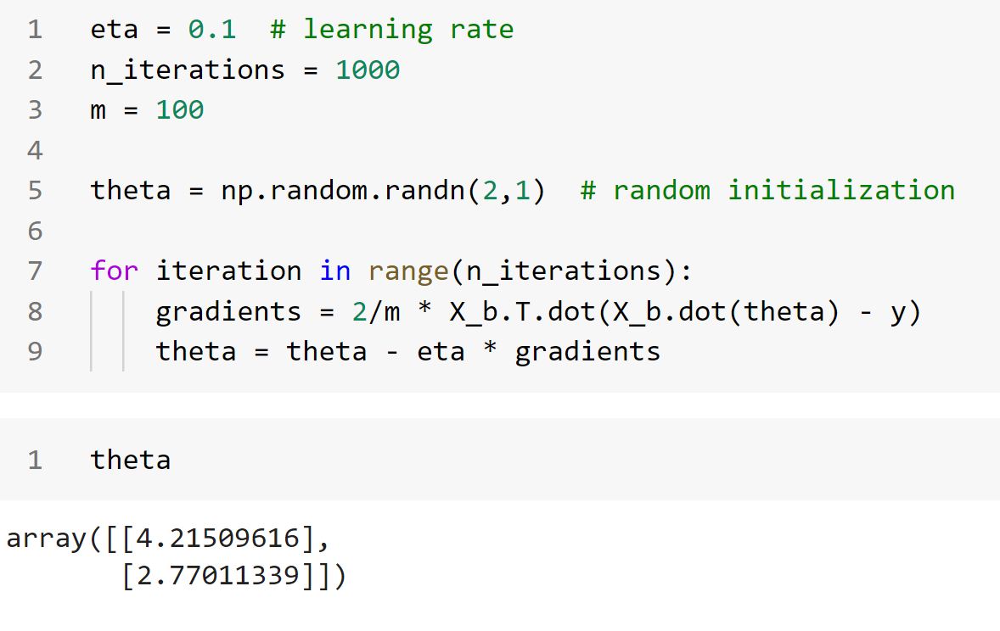 1 eta = 0.1  # learning rate
2 n_iterations = 1000
3 m = 100
4
5 theta = np.random.randn(2,1)  # random initialization
6
7 for iteration in range(n_iterations):
8     gradients = 2/m * X_b.T.dot(X_b.dot(theta) - y)
9     theta = theta - eta * gradients
1 theta
array([[4.21509616],
       [2.77011339]])